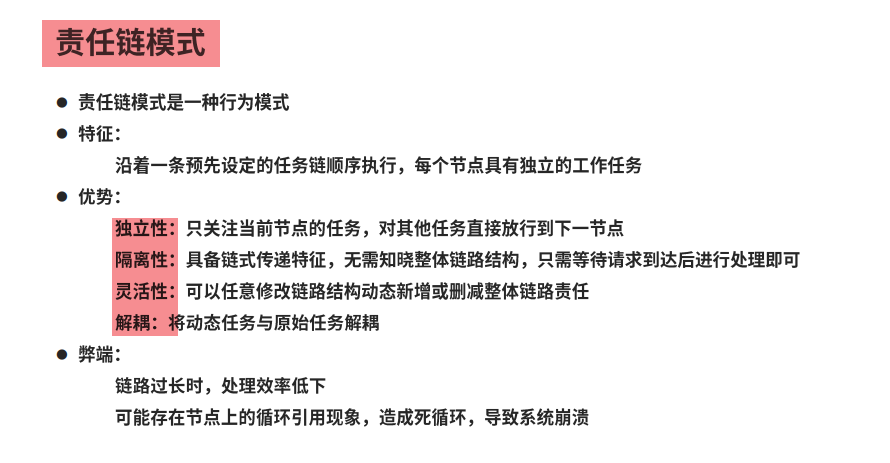 责任链模式
● 责任链模式是一种行为模式
● 特征：
沿着一条预先设定的任务链顺序执行，每个节点具有独立的工作任务
● 优势：
独立性：只关注当前节点的任务，对其他任务直接放行到下一节点
隔离性：具备链式传递特征，无需知晓整体链路结构，只需等待请求到达后进行处理即可
灵活性：可以任意修改链路结构动态新增或删减整体链路责任
解耦：将动态任务与原始任务解耦
● 弊端：
链路过长时，处理效率低下
可能存在节点上的循环引用现象，造成死循环，导致系统崩溃